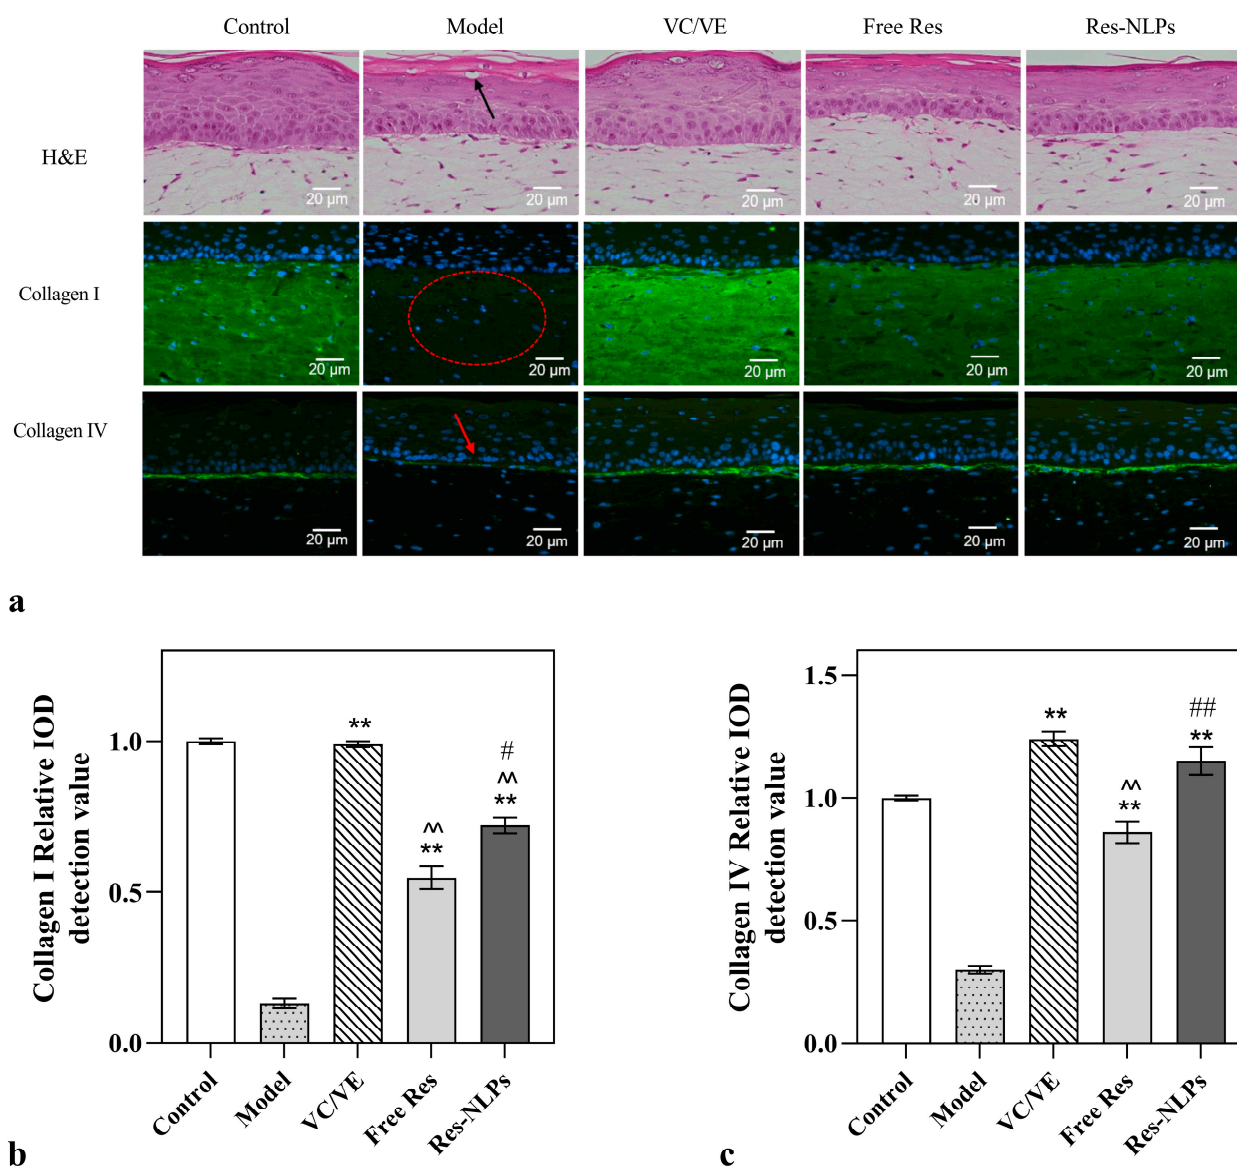 Control Model VC/VE Free Res Res-NLPs
H&E
20 µm 20 µm 20 µm 20 µm 20 µm
Collagen I
20 µm 20 µm 20 µm 20 µm 20 µm
Collagen IV
20 µm 20 µm 20 µm 20 µm 20 µm
a
Collagen I Relative IOD
detection value
1.0
0.5
0.0
**
^^
**
#
^^
**
Control
Model
VC/VE
Free Res
Res-NLPs
b
Collagen IV Relative IOD
detection value
1.5
1.0
0.5
0.0
**
^^
**
##
**
Control
Model
VC/VE
Free Res
Res-NLPs
c